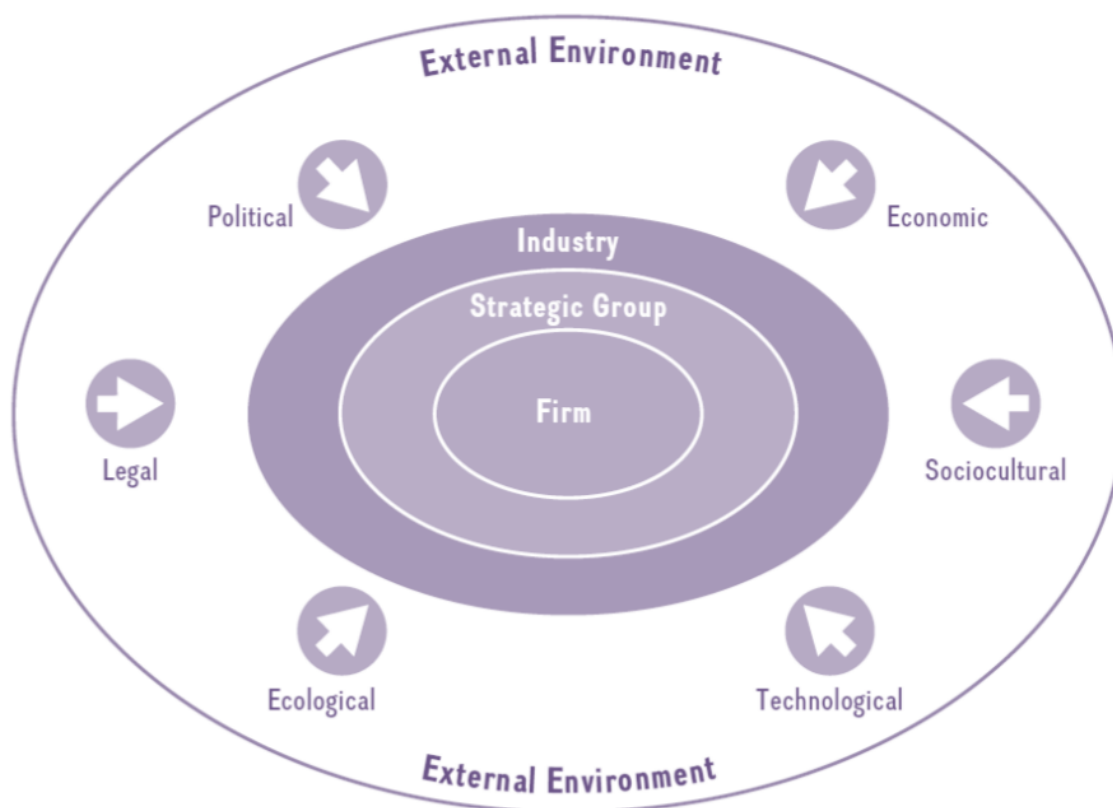 External Environment
Political
Economic
Industry
Strategic Group
Firm
Legal
Sociocultural
Ecological
Technological
External Environment